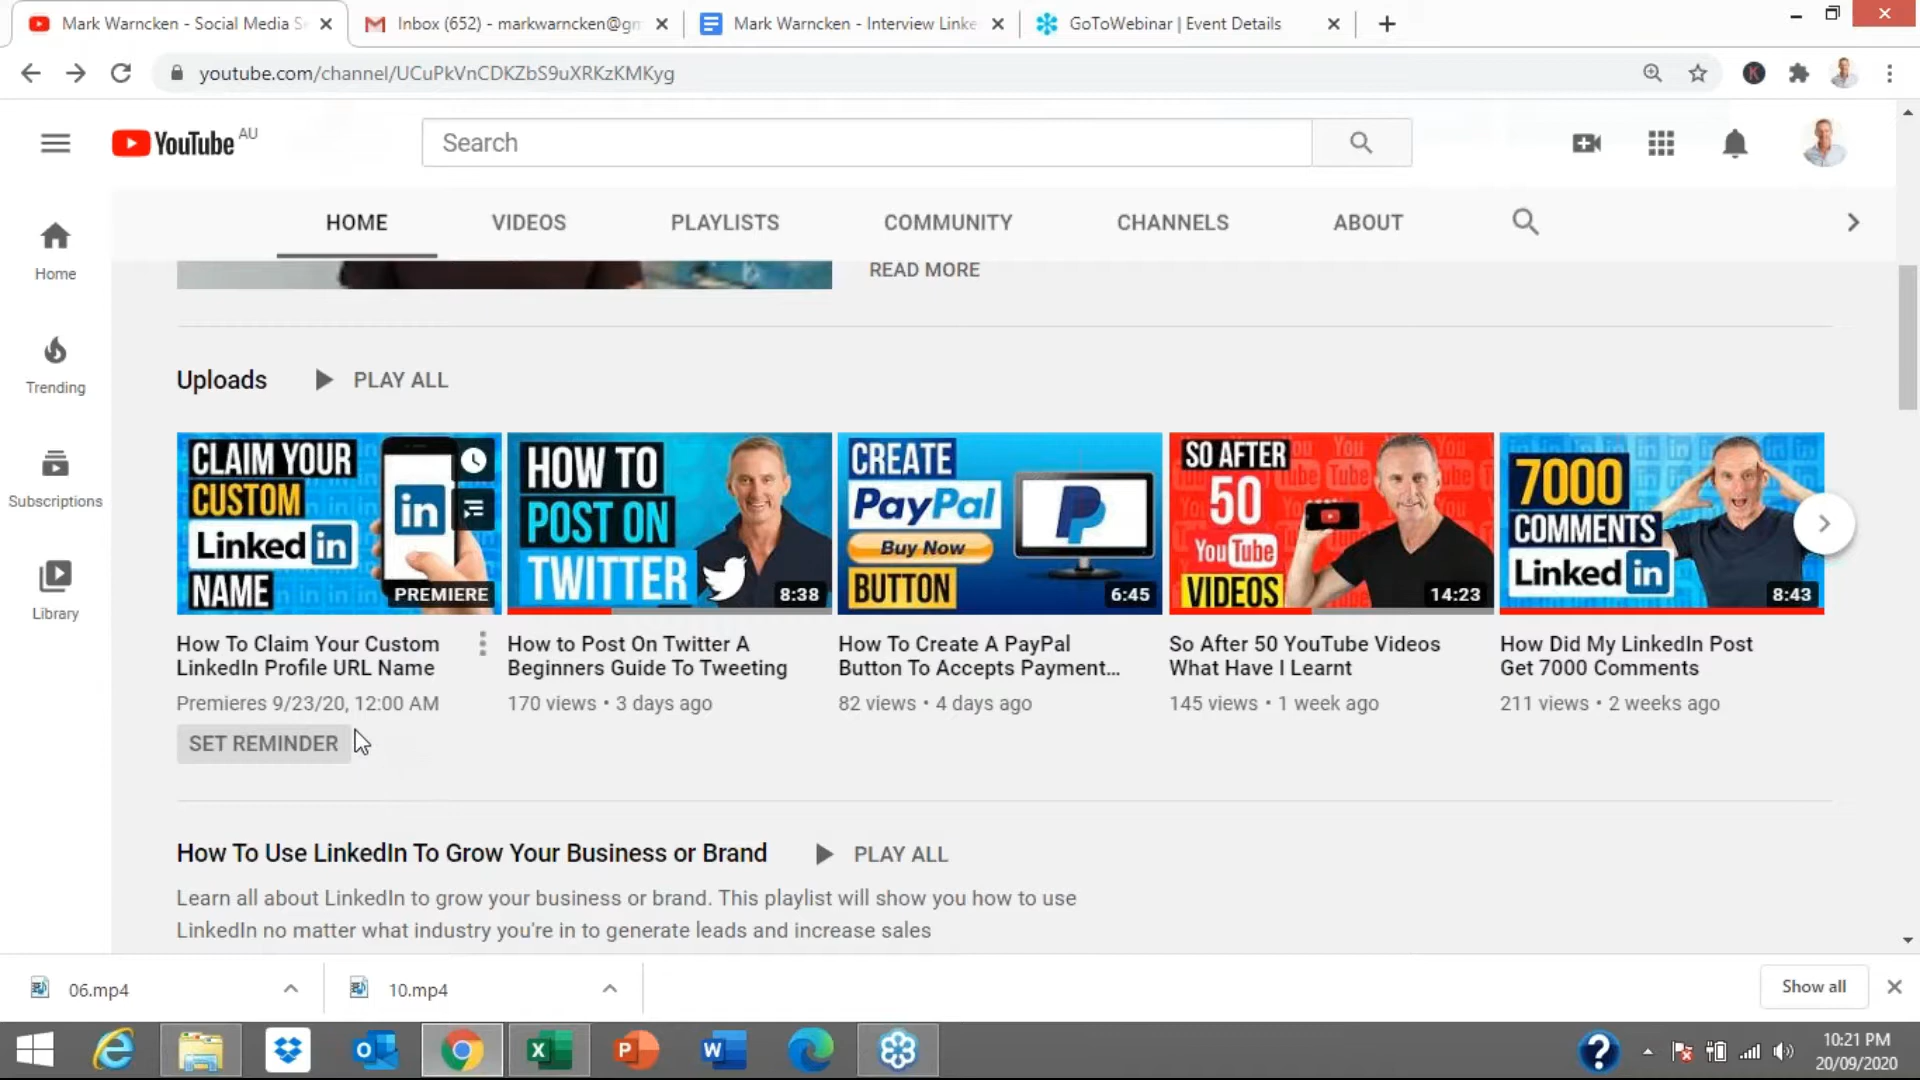 Mark Warncken - Social Media S
Inbox (652) - markwarncken@gm
Mark Warncken - Interview Linke
GoToWebinar | Event Details
youtube.com/channel/UCuPkVnCDKZbS9uXRKzKMKyg
K
YouTube AU
Search
HOME
VIDEOS
PLAYLISTS
COMMUNITY
CHANNELS
ABOUT
Home
Trending
Subscriptions
Library
READ MORE
Uploads
PLAY ALL
CLAIM YOUR
CUSTOM
Linked in
NAME
in
PREMIERE
HOW TO
POST ON
TWITTER
8:38
CREATE
PayPal
Buy Now
BUTTON
6:45
SO AFTER
50
YouTube
VIDEOS
14:23
7000
COMMENTS
Linked in
8:43
How To Claim Your Custom
LinkedIn Profile URL Name
Premieres 9/23/20, 12:00 AM
SET REMINDER
How to Post On Twitter A
Beginners Guide To Tweeting
170 views • 3 days ago
How To Create A PayPal
Button To Accepts Payment...
82 views • 4 days ago
So After 50 YouTube Videos
What Have I Learnt
145 views • 1 week ago
How Did My LinkedIn Post
Get 7000 Comments
211 views • 2 weeks ago
How To Use LinkedIn To Grow Your Business or Brand
PLAY ALL
Learn all about LinkedIn to grow your business or brand. This playlist will show you how to use
LinkedIn no matter what industry you're in to generate leads and increase sales
06.mp4
10.mp4
Show all
10:21 PM
20/09/2020